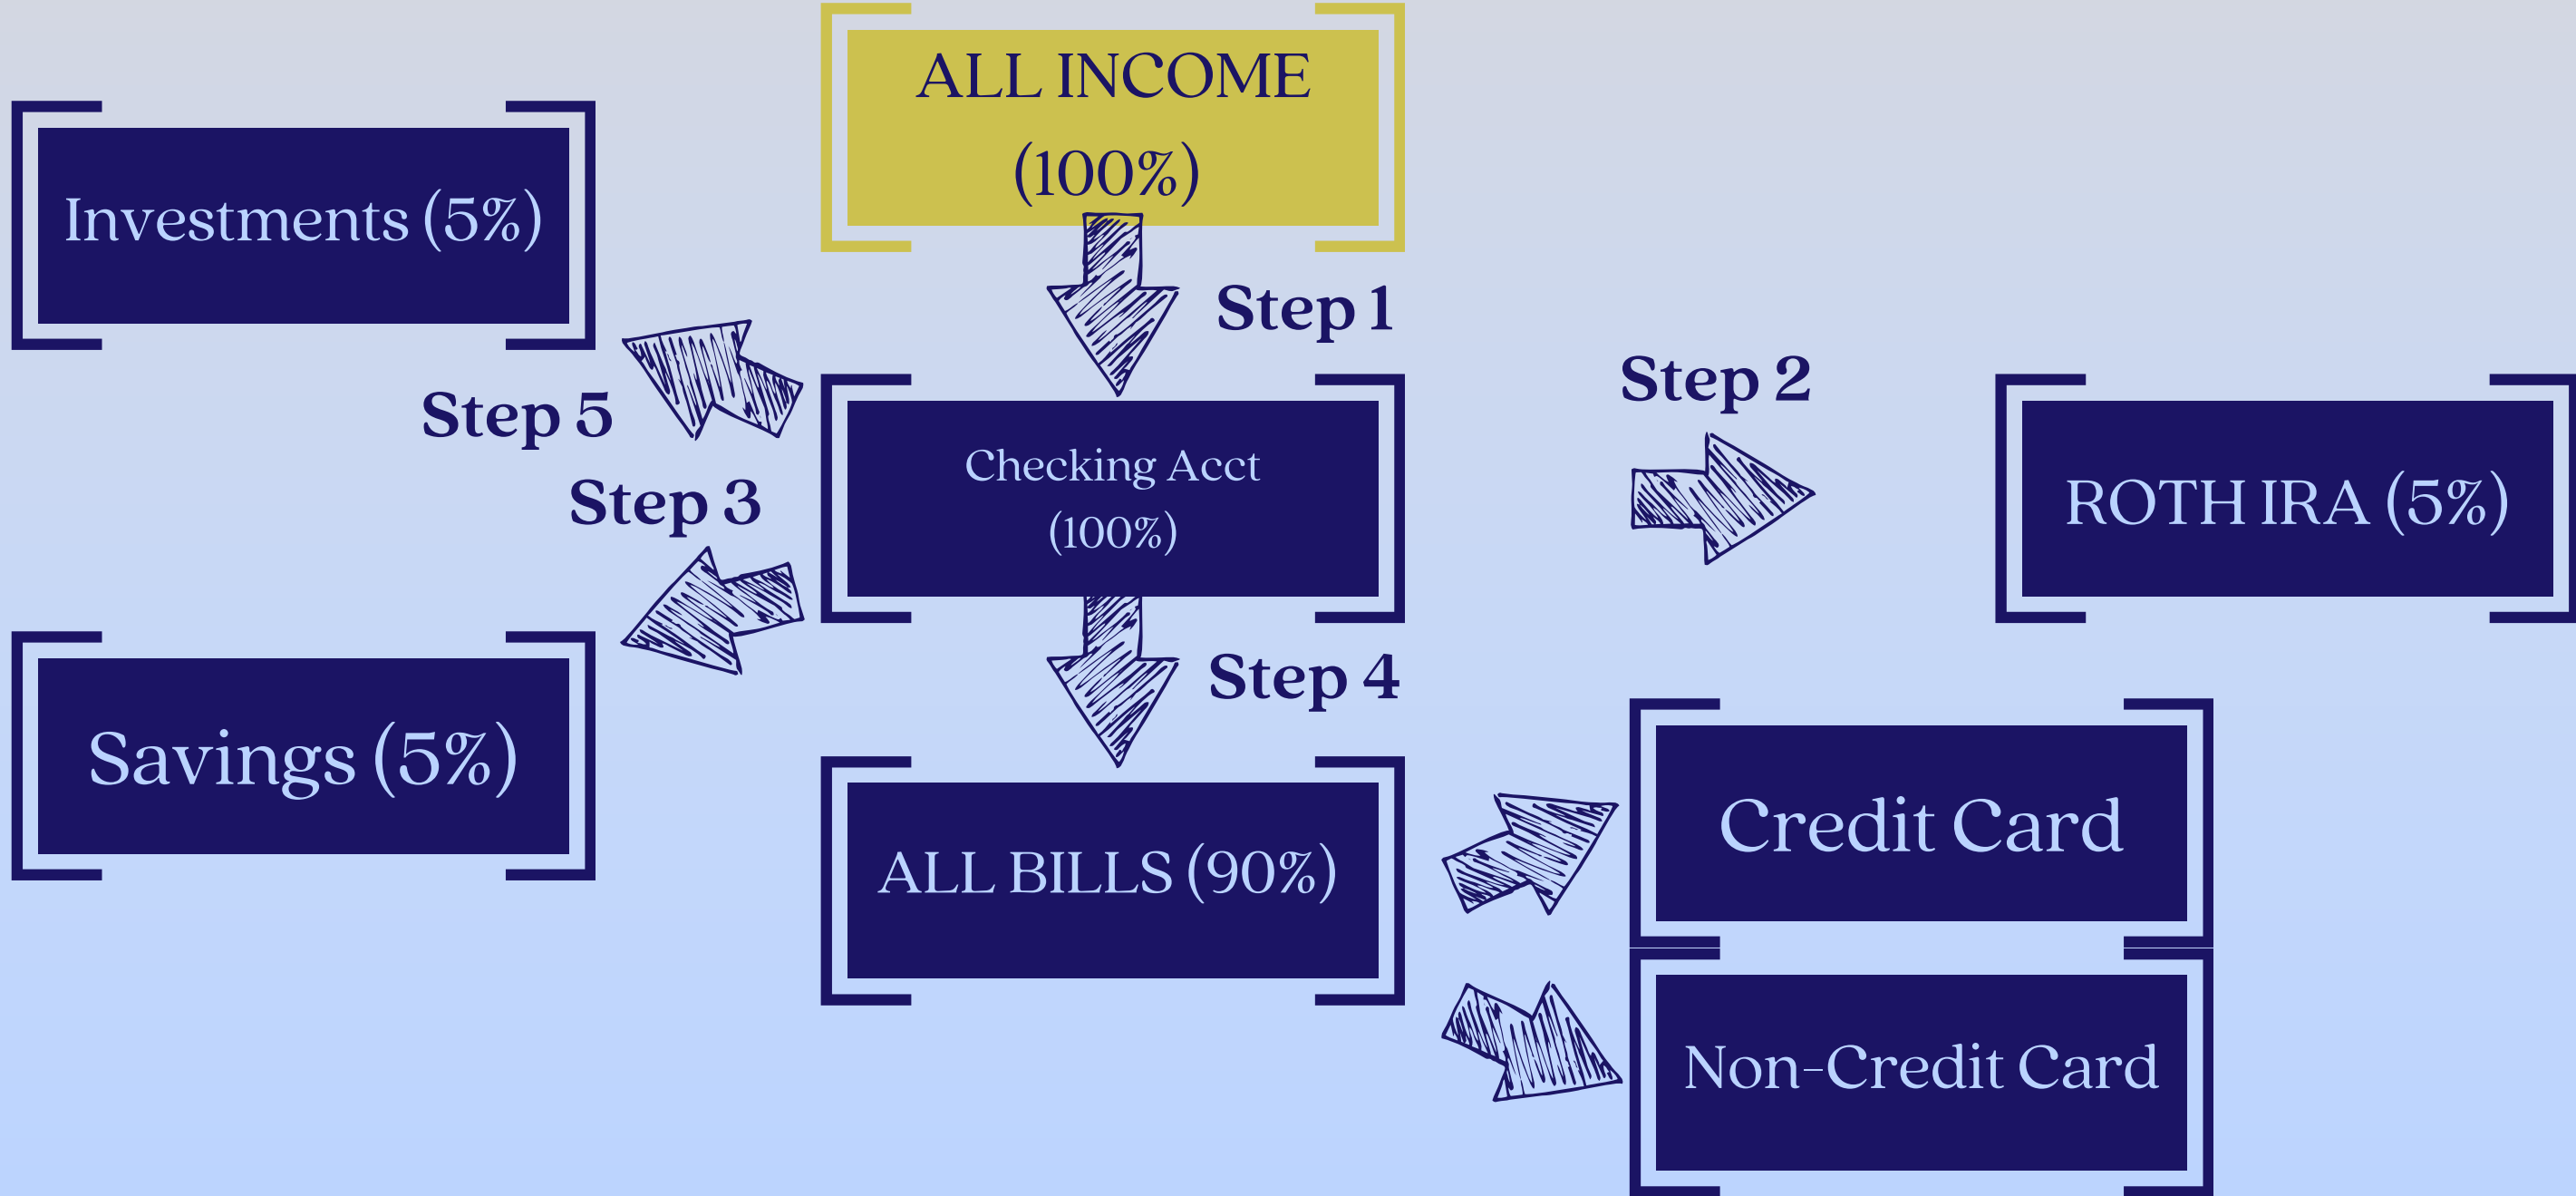 ALL INCOME
(100%)
Investments (5%)
Step 1
Step 5
Step 2
Step 3
Checking Acct
(100%)
ROTH IRA (5%)
Step 4
Savings (5%)
ALL BILLS (90%)
Credit Card
Non-Credit Card